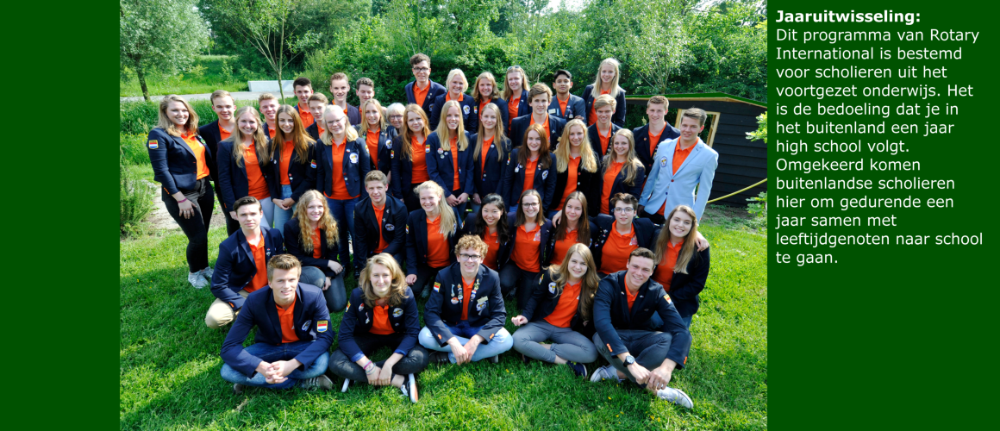 Jaaruitwisseling:
Dit programma van Rotary
International is bestemd
voor scholieren uit het
voortgezet onderwijs. Het
is de bedoeling dat je in
het buitenland een jaar
high school volgt.
Omgekeerd komen
buitenlandse scholieren
hier om gedurende een
jaar samen met
leeftijdgenoten naar school
te gaan.